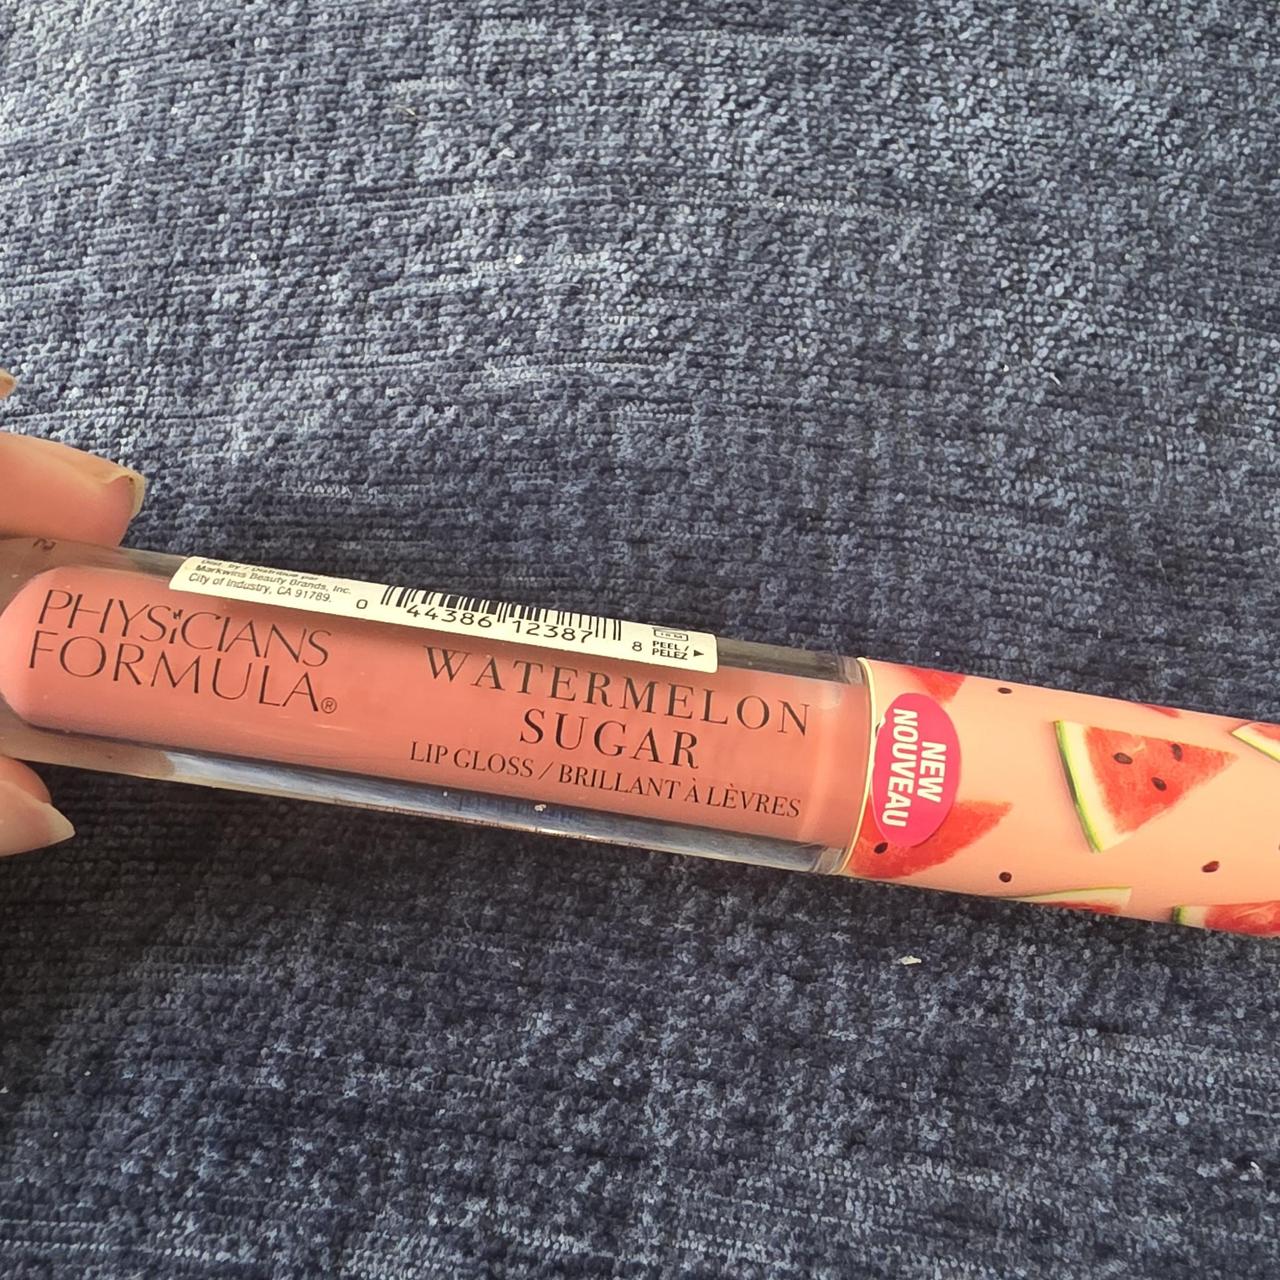 PHYSiCIANS
FORMULA®
Dist. by / Distribué par
Markwins Beauty Brands, Inc.
City of Industry, CA 91789.
0 44386 12387 8
PEEL /
PELEZ
WATERMELON
SUGAR
LIP GLOSS / BRILLANT À LÈVRES
NEW
NOUVEAU